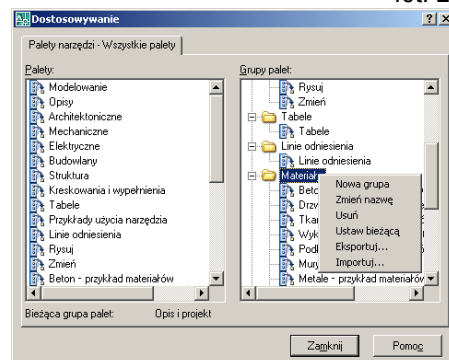 Dostosowywanie
Palety narzędzi - Wszystkie palety
Palety:
Modelowanie
Opisy
Architektoniczne
Mechaniczne
Elektryczne
Budowlany
Struktura
Kreskowania i wypełnienia
Tabele
Przykłady użycia narzędzia
Linie odniesienia
Rysuj
Zmień
Beton - przykład materiałów
Grupy palet:
Rysuj
Zmień
Tabele
Tabele
Linie odniesienia
Linie odniesienia
Metale - przykład materiałów
Nowa grupa
Zmień nazwę
Usuń
Ustaw bieżącą
Eksportuj...
Importuj...
Bieżąca grupa palet: Opis i projekt
Zamknij
Pomoc